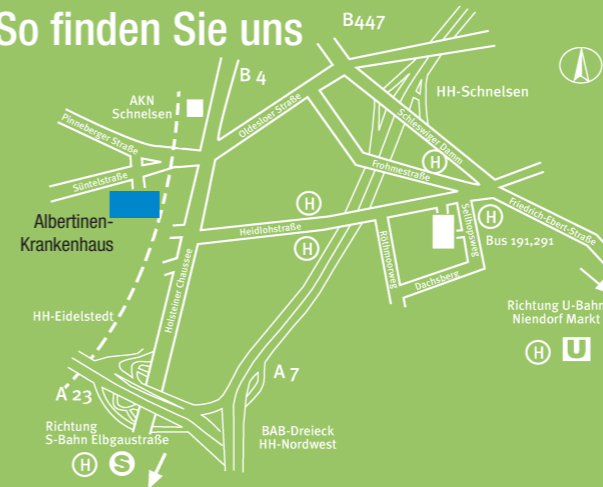 So finden Sie uns
B447
B 4
AKN
Schnelsen
HH-Schnelsen
Pinneberger Straße
Oldesloer Straße
Schleswiger Damm
Süntelstraße
Frohmestraße
H
Albertinen-
Krankenhaus
H
Heidlohstraße
H
H
Sellhopsweg
Friedrich-Ebert-Straße
Bus 191,291
Holsteiner Chaussee
Rüthmoorweg
Dachsberg
HH-Eidelstedt
Richtung U-Bahn
Niendorf Markt
H U
A 7
A 23
Richtung
S-Bahn Elbgaustraße
H S
BAB-Dreieck
HH-Nordwest